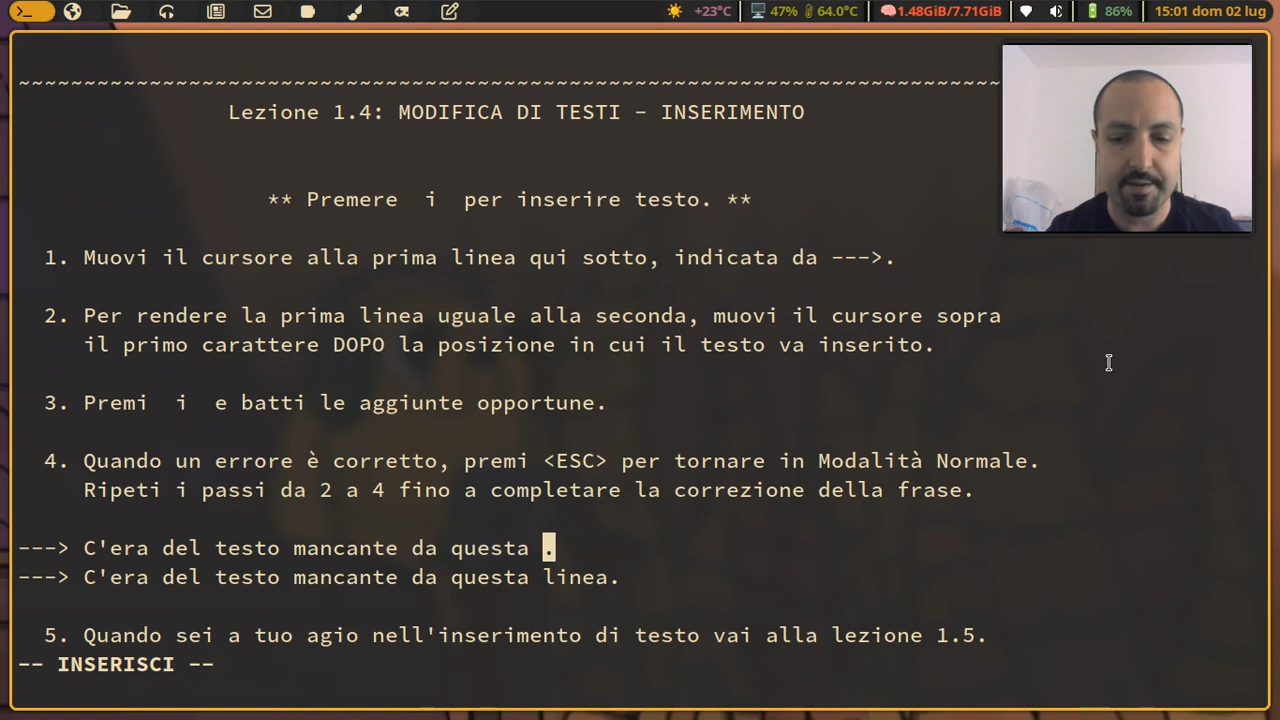 +23°C 47% 64.0°C 1.48GiB/7.71GiB 86% 15:01 dom 02 lug
~~~~~~~~~~~~~~~~~~~~~~~~~~~~~~~~~~~~~~~~~~~~~~~~~~~~~~~~~~~~~~~~~~~~~~~~~~~
Lezione 1.4: MODIFICA DI TESTI - INSERIMENTO
** Premere  i  per inserire testo. **
1. Muovi il cursore alla prima linea qui sotto, indicata da --->.
2. Per rendere la prima linea uguale alla seconda, muovi il cursore sopra
il primo carattere DOPO la posizione in cui il testo va inserito.
3. Premi  i  e batti le aggiunte opportune.
4. Quando un errore è corretto, premi <ESC> per tornare in Modalità Normale.
Ripeti i passi da 2 a 4 fino a completare la correzione della frase.
---> C'era del testo mancante da questa .
---> C'era del testo mancante da questa linea.
5. Quando sei a tuo agio nell'inserimento di testo vai alla lezione 1.5.
-- INSERISCI --